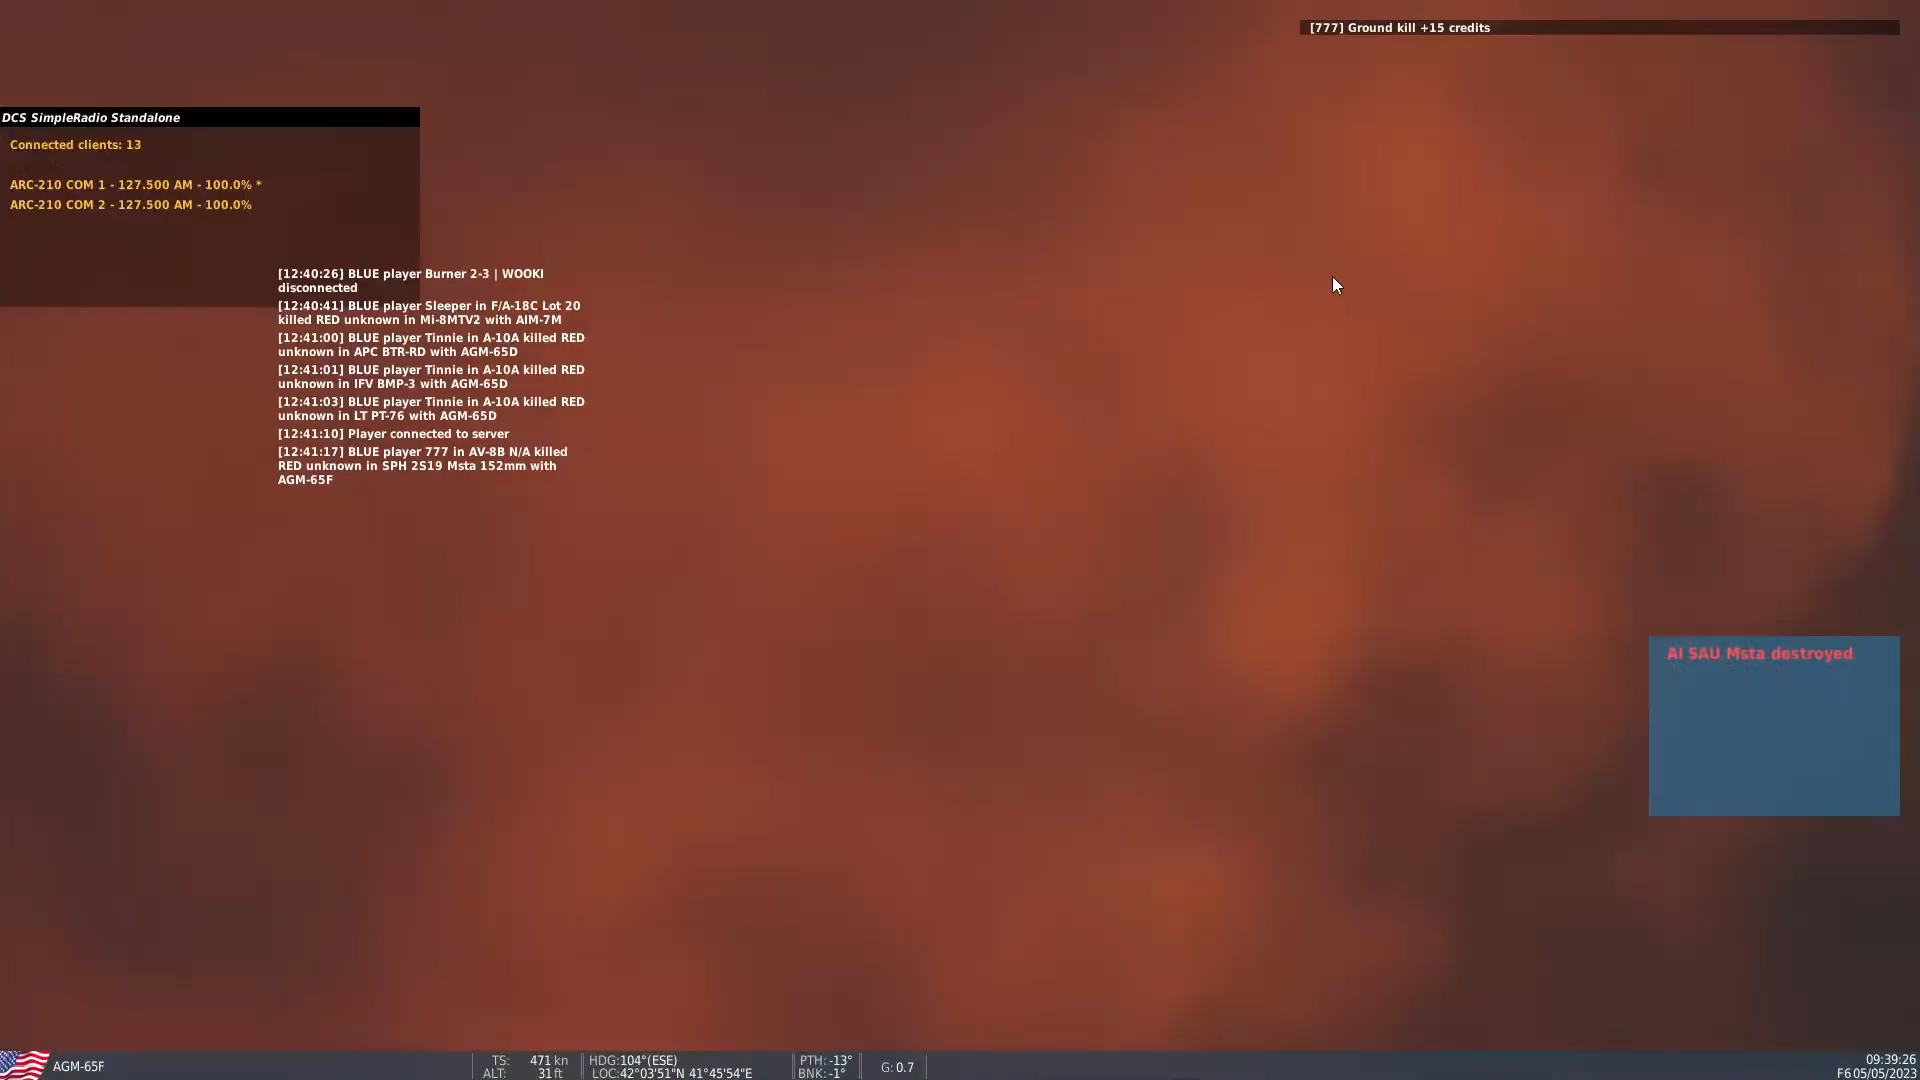 [777] Ground kill +15 credits
DCS SimpleRadio Standalone
Connected clients: 13
ARC-210 COM 1 - 127.500 AM - 100.0% *
ARC-210 COM 2 - 127.500 AM - 100.0%
[12:40:26] BLUE player Burner 2-3 | WOOKI
disconnected
[12:40:41] BLUE player Sleeper in F/A-18C Lot 20
killed RED unknown in Mi-8MTV2 with AIM-7M
[12:41:00] BLUE player Tinnie in A-10A killed RED
unknown in APC BTR-RD with AGM-65D
[12:41:01] BLUE player Tinnie in A-10A killed RED
unknown in IFV BMP-3 with AGM-65D
[12:41:03] BLUE player Tinnie in A-10A killed RED
unknown in LT PT-76 with AGM-65D
[12:41:10] Player connected to server
[12:41:17] BLUE player 777 in AV-8B N/A killed
RED unknown in SPH 2S19 Msta 152mm with
AGM-65F
AI SAU Msta destroyed
AGM-65F
TS: 471 kn
ALT: 31 ft
HDG:104°(ESE)
LOC:42°03'51"N 41°45'54"E
PTH: -13°
BNK: -1°
G: 0.7
09:39:26
F6 05/05/2023